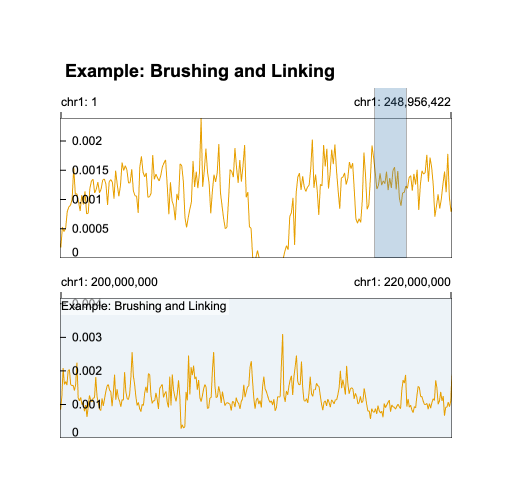 Example: Brushing and Linking
chr1: 1
chr1: 248,956,422
0.002
0.0015
0.001
0.0005
0
chr1: 200,000,000
chr1: 220,000,000
0.004
Example: Brushing and Linking
0.003
0.002
0.001
0